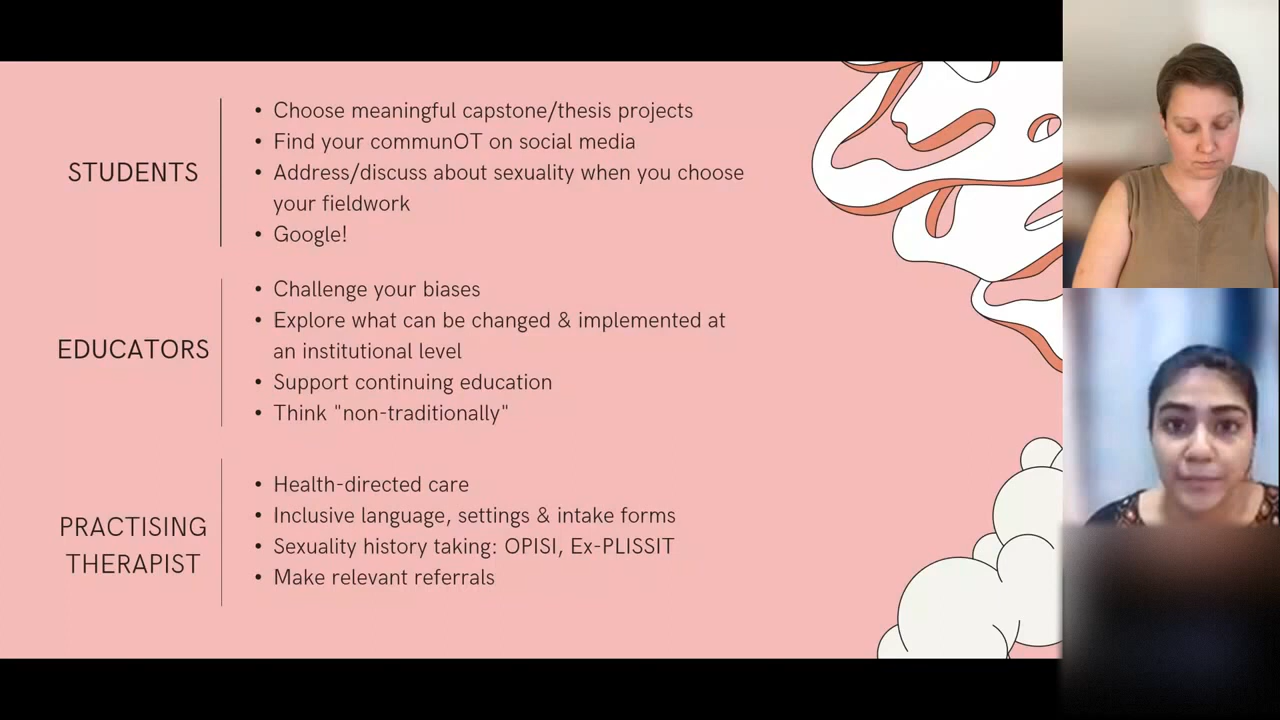 STUDENTS
• Choose meaningful capstone/thesis projects
• Find your communOT on social media
• Address/discuss about sexuality when you choose
your fieldwork
• Google!
EDUCATORS
• Challenge your biases
• Explore what can be changed & implemented at
an institutional level
• Support continuing education
• Think "non-traditionally"
PRACTISING
THERAPIST
• Health-directed care
• Inclusive language, settings & intake forms
• Sexuality history taking: OPISI, Ex-PLISSIT
• Make relevant referrals